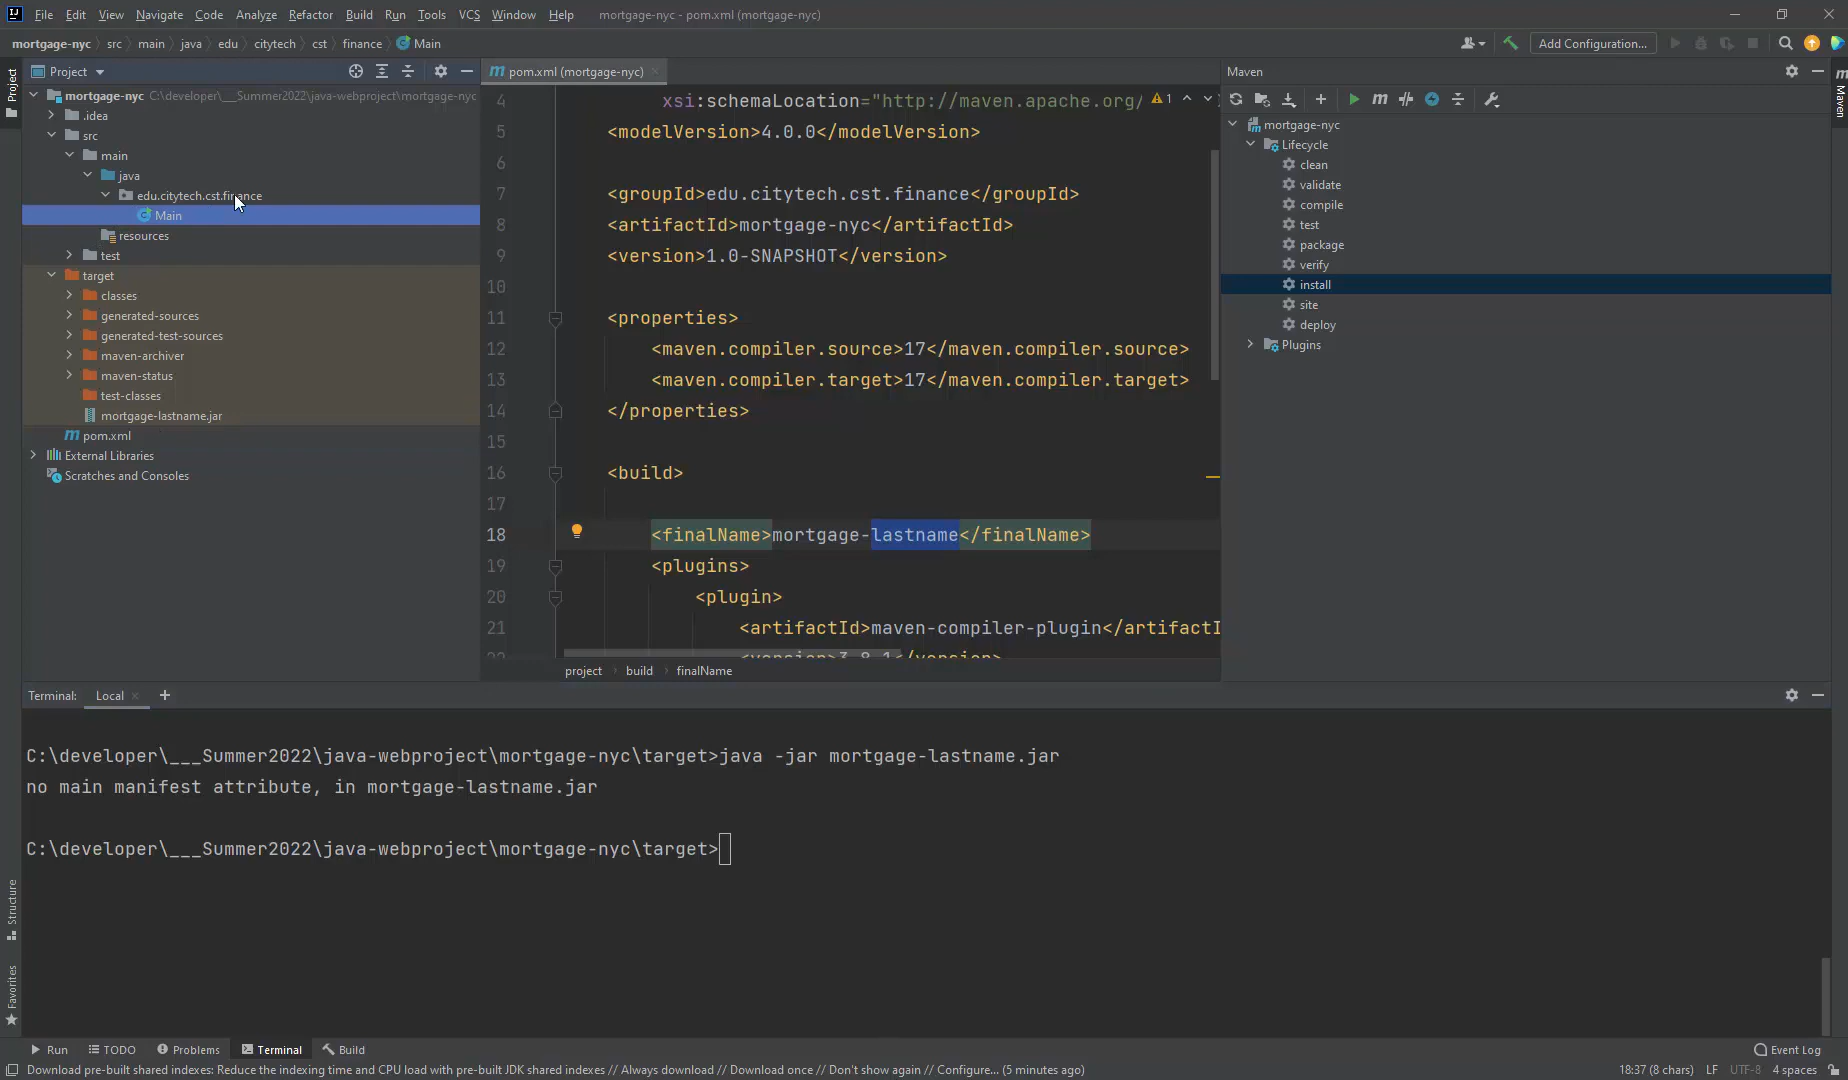 File Edit View Navigate Code Analyze Refactor Build Run Tools VCS Window Help mortgage-nyc - pom.xml (mortgage-nyc)
mortgage-nyc src main java edu citytech cst finance Main
Add Configuration...
Project
mortgage-nyc C:\developer\___Summer2022\java-webproject\mortgage-nyc
.idea
src
main
java
edu.citytech.cst.finance
Main
resources
test
target
classes
generated-sources
generated-test-sources
maven-archiver
maven-status
test-classes
mortgage-lastname.jar
pom.xml
External Libraries
Scratches and Consoles
pom.xml (mortgage-nyc)
1
4 xsi:schemaLocation="http://maven.apache.org/
5 <modelVersion>4.0.0</modelVersion>
6
7 <groupId>edu.citytech.cst.finance</groupId>
8 <artifactId>mortgage-nyc</artifactId>
9 <version>1.0-SNAPSHOT</version>
10
11 <properties>
12 <maven.compiler.source>17</maven.compiler.source>
13 <maven.compiler.target>17</maven.compiler.target>
14 </properties>
15
16 <build>
17
18 <finalName>mortgage-lastname</finalName>
19 <plugins>
20 <plugin>
21 <artifactId>maven-compiler-plugin</artifactI
22 <version>3.8.1</version>
project build finalName
Maven
mortgage-nyc
Lifecycle
clean
validate
compile
test
package
verify
install
site
deploy
Plugins
Project
Maven
Structure
Favorites
Terminal: Local
C:\developer\___Summer2022\java-webproject\mortgage-nyc\target>java -jar mortgage-lastname.jar
no main manifest attribute, in mortgage-lastname.jar
C:\developer\___Summer2022\java-webproject\mortgage-nyc\target>
Run TODO Problems Terminal Build Event Log
Download pre-built shared indexes: Reduce the indexing time and CPU load with pre-built JDK shared indexes // Always download // Download once // Don't show again // Configure... (5 minutes ago) 18:37 (8 chars) LF UTF-8 4 spaces